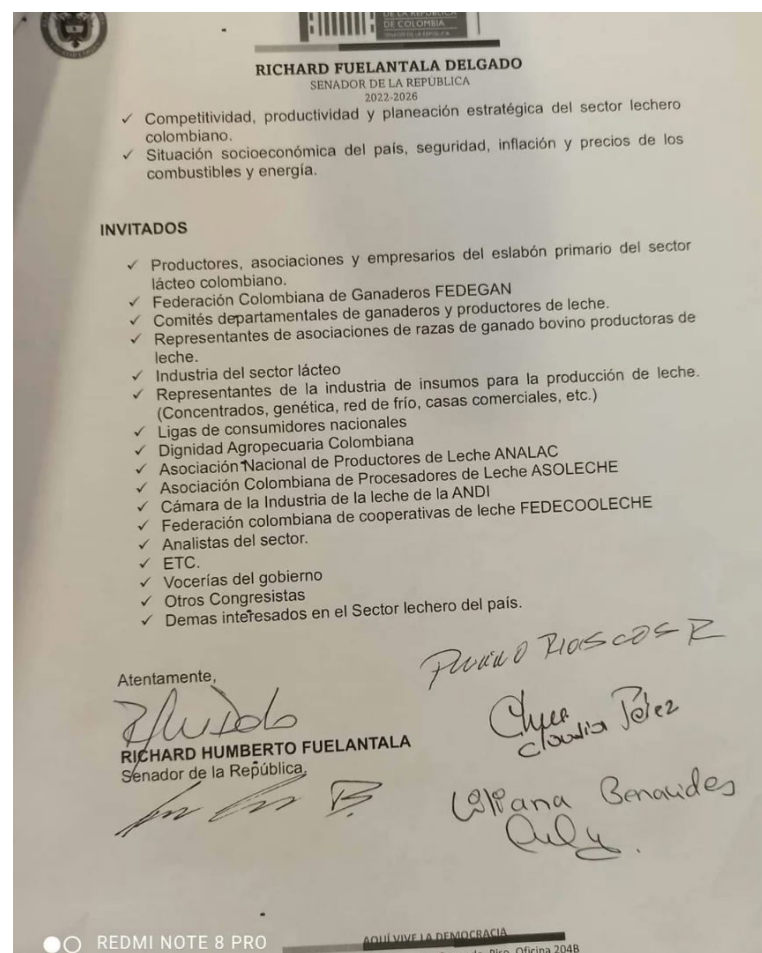 DE LA REPÚBLICA
DE COLOMBIA
RICHARD FUELANTALA DELGADO
SENADOR DE LA REPÚBLICA
2022-2026
✓ Competitividad, productividad y planeación estratégica del sector lechero
colombiano.
✓ Situación socioeconómica del país, seguridad, inflación y precios de los
combustibles y energía.
INVITADOS
✓ Productores, asociaciones y empresarios del eslabón primario del sector
lácteo colombiano.
✓ Federación Colombiana de Ganaderos FEDEGAN
✓ Comités departamentales de ganaderos y productores de leche.
✓ Representantes de asociaciones de razas de ganado bovino productoras de
leche.
✓ Industria del sector lácteo
✓ Representantes de la industria de insumos para la producción de leche.
(Concentrados, genética, red de frío, casas comerciales, etc.)
✓ Ligas de consumidores nacionales
✓ Dignidad Agropecuaria Colombiana
✓ Asociación Nacional de Productores de Leche ANALAC
✓ Asociación Colombiana de Procesadores de Leche ASOLECHE
✓ Cámara de la Industria de la leche de la ANDI
✓ Federación colombiana de cooperativas de leche FEDECOOLECHE
✓ Analistas del sector.
✓ ETC.
✓ Vocerías del gobierno
✓ Otros Congresistas
✓ Demas interesados en el Sector lechero del país.
Atentamente,
RICHARD HUMBERTO FUELANTALA
Senador de la República,
Claudia Pérez
Liliana Benavides
AQUÍ VIVE LA DEMOCRACIA
Oficina 204B
REDMI NOTE 8 PRO